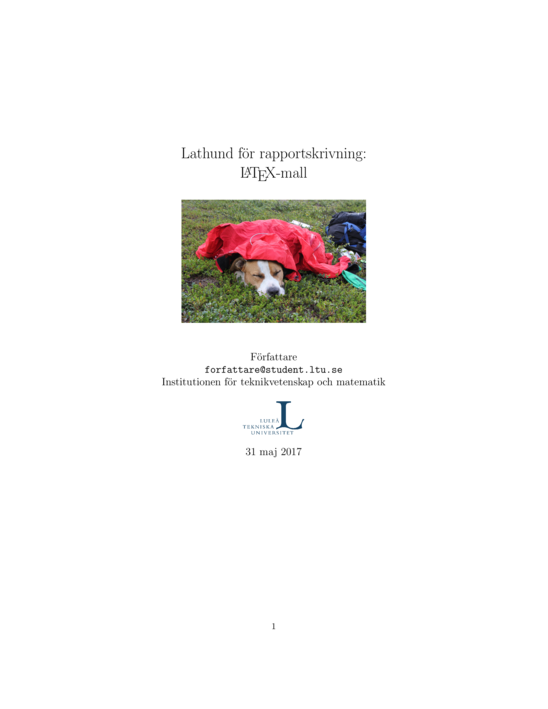 Lathund för rapportskrivning:
LATEX-mall
Författare
forfattare@student.ltu.se
Institutionen för teknikvetenskap och matematik
LULEÅ
TEKNISKA
UNIVERSITET
L
31 maj 2017
1